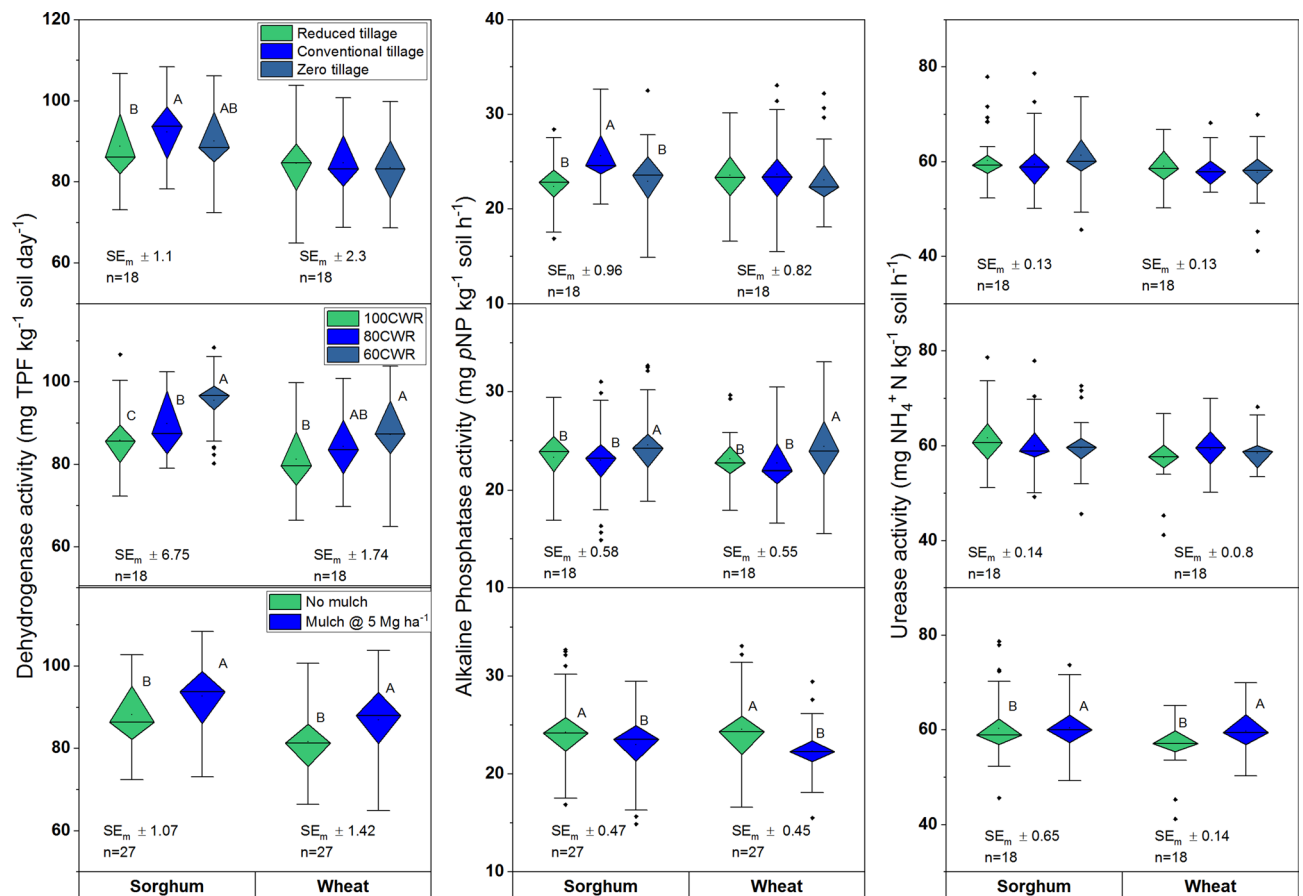 Dehydrogenase activity (mg TPF kg⁻¹ soil day⁻¹)
120
100
80
60
Reduced tillage
Conventional tillage
Zero tillage
B
A
AB
SEₘ ± 1.1
n=18
SEₘ ± 2.3
n=18
100
80
60
100CWR
80CWR
60CWR
C
B
A
B
AB
A
SEₘ ± 6.75
n=18
SEₘ ± 1.74
n=18
100
80
60
No mulch
Mulch @ 5 Mg ha⁻¹
B
A
B
A
SEₘ ± 1.07
n=27
SEₘ ± 1.42
n=27
Sorghum
Wheat
Alkaline Phosphatase activity (mg pNP kg⁻¹ soil h⁻¹)
40
30
20
10
B
A
B
SEₘ ± 0.96
n=18
SEₘ ± 0.82
n=18
30
20
10
B
B
A
B
B
A
SEₘ ± 0.58
n=18
SEₘ ± 0.55
n=18
30
20
10
A
B
A
B
SEₘ ± 0.47
n=27
SEₘ ± 0.45
n=27
Sorghum
Wheat
Urease activity (mg NH₄⁺ N kg⁻¹ soil h⁻¹)
80
60
40
SEₘ ± 0.13
n=18
SEₘ ± 0.13
n=18
80
60
40
SEₘ ± 0.14
n=18
SEₘ ± 0.0.8
n=18
80
60
40
B
A
B
A
SEₘ ± 0.65
n=18
SEₘ ± 0.14
n=18
Sorghum
Wheat